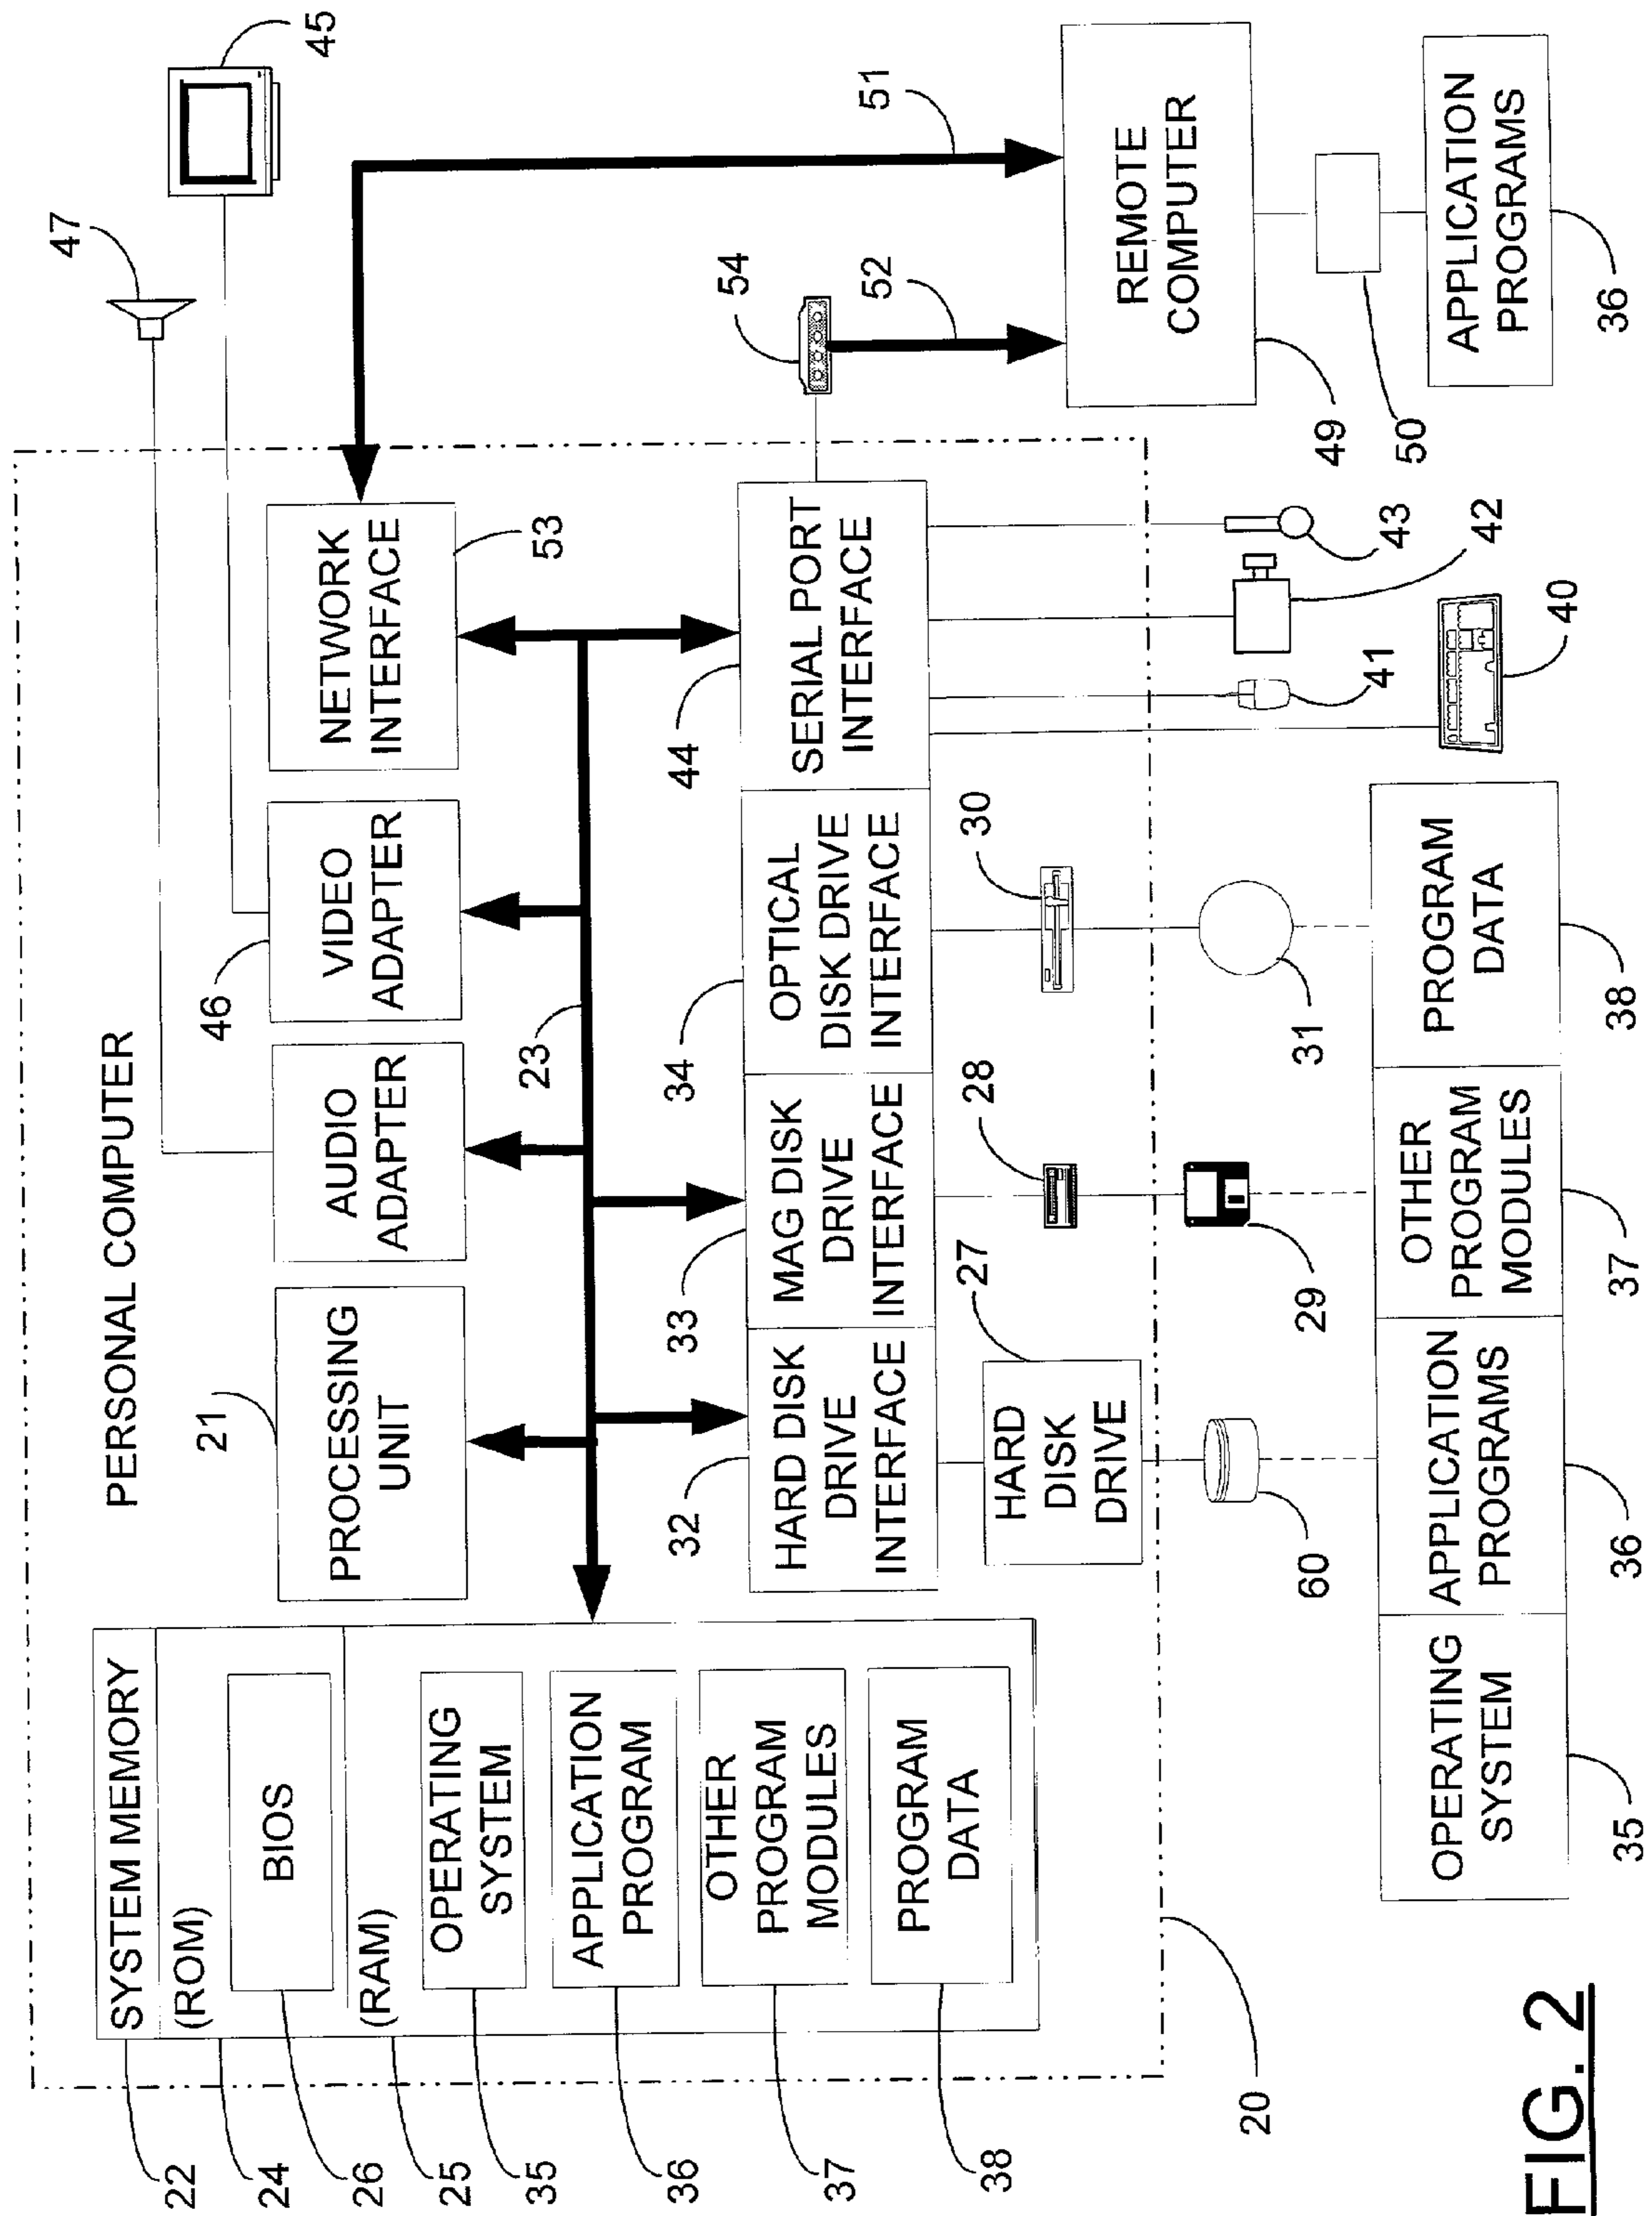 PERSONAL COMPUTER
SYSTEM MEMORY
(ROM)
BIOS
(RAM)
OPERATING
SYSTEM
APPLICATION
PROGRAM
OTHER
PROGRAM
MODULES
PROGRAM
DATA
22
24
26
25
35
36
37
38
20
PROCESSING
UNIT
21
AUDIO
ADAPTER
VIDEO
ADAPTER
46
NETWORK
INTERFACE
53
47
45
23
HARD DISK
DRIVE
INTERFACE
32
MAG DISK
DRIVE
INTERFACE
33
OPTICAL
DISK DRIVE
INTERFACE
34
SERIAL PORT
INTERFACE
44
54
52
51
HARD
DISK
DRIVE
27
28
30
60
29
31
41
42
43
40
REMOTE
COMPUTER
49
50
APPLICATION
PROGRAMS
36
OPERATING
SYSTEM
35
APPLICATION
PROGRAMS
36
OTHER
PROGRAM
MODULES
37
PROGRAM
DATA
38
FIG. 2